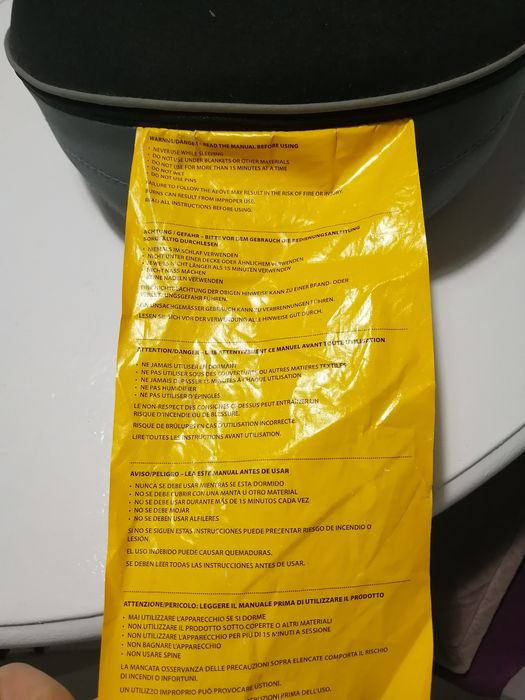 WARNING/DANGER - READ THE MANUAL BEFORE USING
• NEVER USE WHILE SLEEPING
• DO NOT USE UNDER BLANKETS OR OTHER MATERIALS
• DO NOT USE FOR MORE THAN 15 MINUTES AT A TIME
• DO NOT WET
• DO NOT USE PINS
FAILURE TO FOLLOW THE ABOVE MAY RESULT IN THE RISK OF FIRE OR INJURY.
BURNS CAN RESULT FROM IMPROPER USE.
READ ALL INSTRUCTIONS BEFORE USING.
ACHTUNG / GEFAHR - BITTE VOR DEM GEBRAUCH DIE BEDIENUNGSANLEITUNG
SORGFÄLTIG DURCHLESEN
• NIEMALS IM SCHLAF VERWENDEN
• NICHT UNTER EINER DECKE ODER ÄHNLICHEM VERWENDEN
• JEWEILS NICHT LÄNGER ALS 15 MINUTEN VERWENDEN
• NICHT NASS MACHEN
• KEINE NADELN VERWENDEN
EINE NICHTBEACHTUNG DER OBIGEN HINWEISE KANN ZU EINER BRAND- ODER
VERLETZUNGSGEFAHR FÜHREN.
EIN UNSACHGEMÄSSER GEBRAUCH KANN ZU VERBRENNUNGEN FÜHREN.
LESEN SIE SICH VOR DER VERWENDUNG ALLE HINWEISE GUT DURCH.
ATTENTION/DANGER - LIRE ATTENTIVEMENT CE MANUEL AVANT TOUTE UTILISATION
• NE JAMAIS UTILISER EN DORMANT
• NE PAS UTILISER SOUS DES COUVERTURES OU AUTRES MATIÈRES TEXTILES
• NE JAMAIS DÉPASSER 15 MINUTES À CHAQUE UTILISATION
• NE PAS HUMIDIFIER
• NE PAS UTILISER D'ÉPINGLES
LE NON-RESPECT DES CONSIGNES CI-DESSUS PEUT ENTRAÎNER UN
RISQUE D'INCENDIE OU DE BLESSURE.
RISQUE DE BRÛLURES EN CAS D'UTILISATION INCORRECTE.
LIRE TOUTES LES INSTRUCTIONS AVANT UTILISATION.
AVISO/PELIGRO - LEA ESTE MANUAL ANTES DE USAR
• NUNCA SE DEBE USAR MIENTRAS SE ESTA DORMIDO
• NO SE DEBE CUBRIR CON UNA MANTA U OTRO MATERIAL
• NO SE DEBE USAR DURANTE MÁS DE 15 MINUTOS CADA VEZ
• NO SE DEBE MOJAR
• NO SE DEBEN USAR ALFILERES
SI NO SE SIGUEN ESTAS INSTRUCCIONES PUEDE PRESENTAR RIESGO DE INCENDIO O
LESIÓN.
EL USO INDEBIDO PUEDE CAUSAR QUEMADURAS.
SE DEBEN LEER TODAS LAS INSTRUCCIONES ANTES DE USAR.
ATTENZIONE/PERICOLO: LEGGERE IL MANUALE PRIMA DI UTILIZZARE IL PRODOTTO
• MAI UTILIZZARE L'APPARECCHIO SE SI DORME
• NON UTILIZZARE IL PRODOTTO SOTTO COPERTE O ALTRI MATERIALI
• NON UTILIZZARE L'APPARECCHIO PER PIÙ DI 15 MINUTI A SESSIONE
• NON BAGNARE L'APPARECCHIO
• NON USARE SPINE
LA MANCATA OSSERVANZA DELLE PRECAUZIONI SOPRA ELENCATE COMPORTA IL RISCHIO
DI INCENDI O INFORTUNI.
UN UTILIZZO IMPROPRIO PUÒ PROVOCARE USTIONI.
PRIMA DELL'USO.